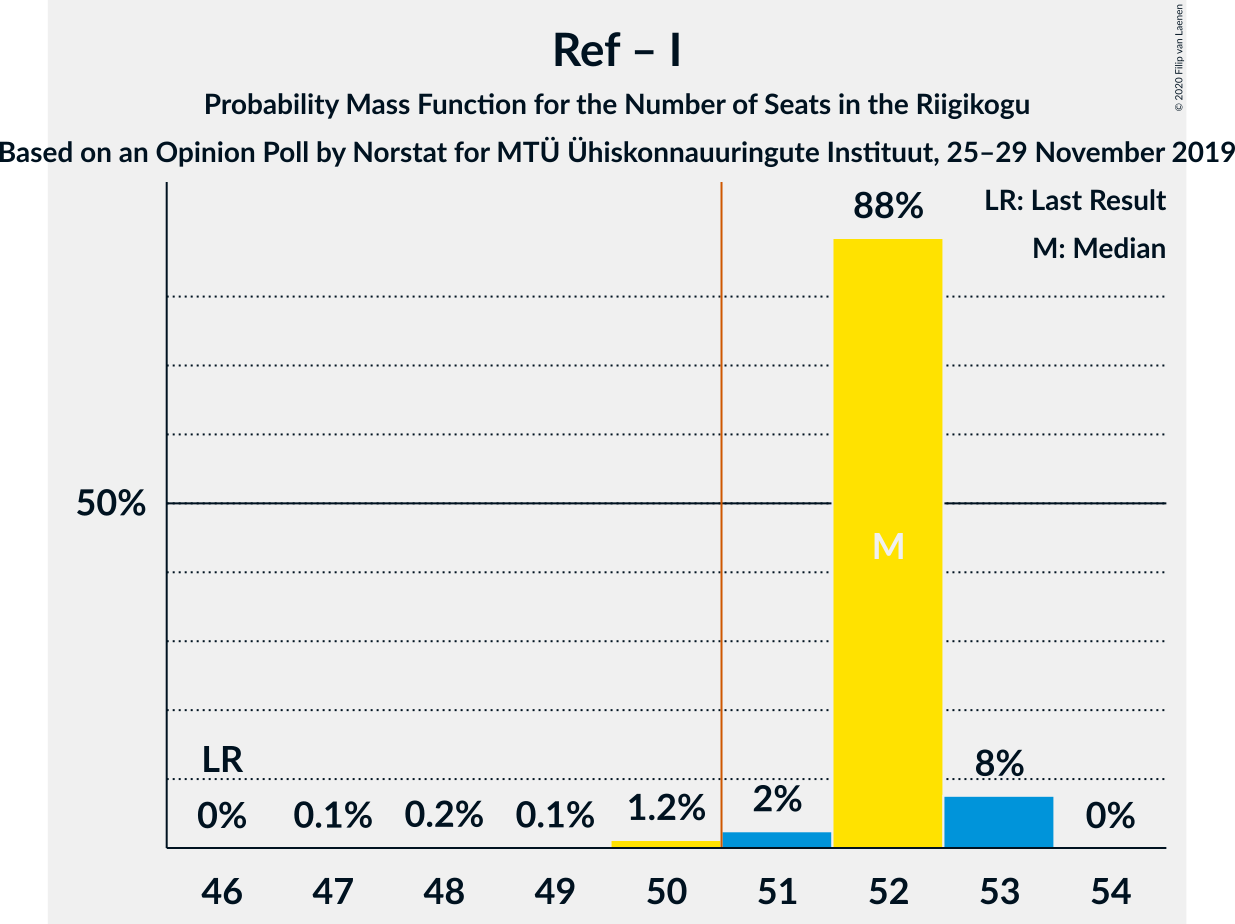 Ref – I
Probability Mass Function for the Number of Seats in the Riigikogu
Based on an Opinion Poll by Norstat for MTÜ Ühiskonnauuringute Instituut, 25–29 November 2019
© 2020 Filip van Laenen
LR: Last Result
M: Median
88%
50%
M
LR
0% 0.1% 0.2% 0.1% 1.2% 2% 8% 0%
46 47 48 49 50 51 52 53 54